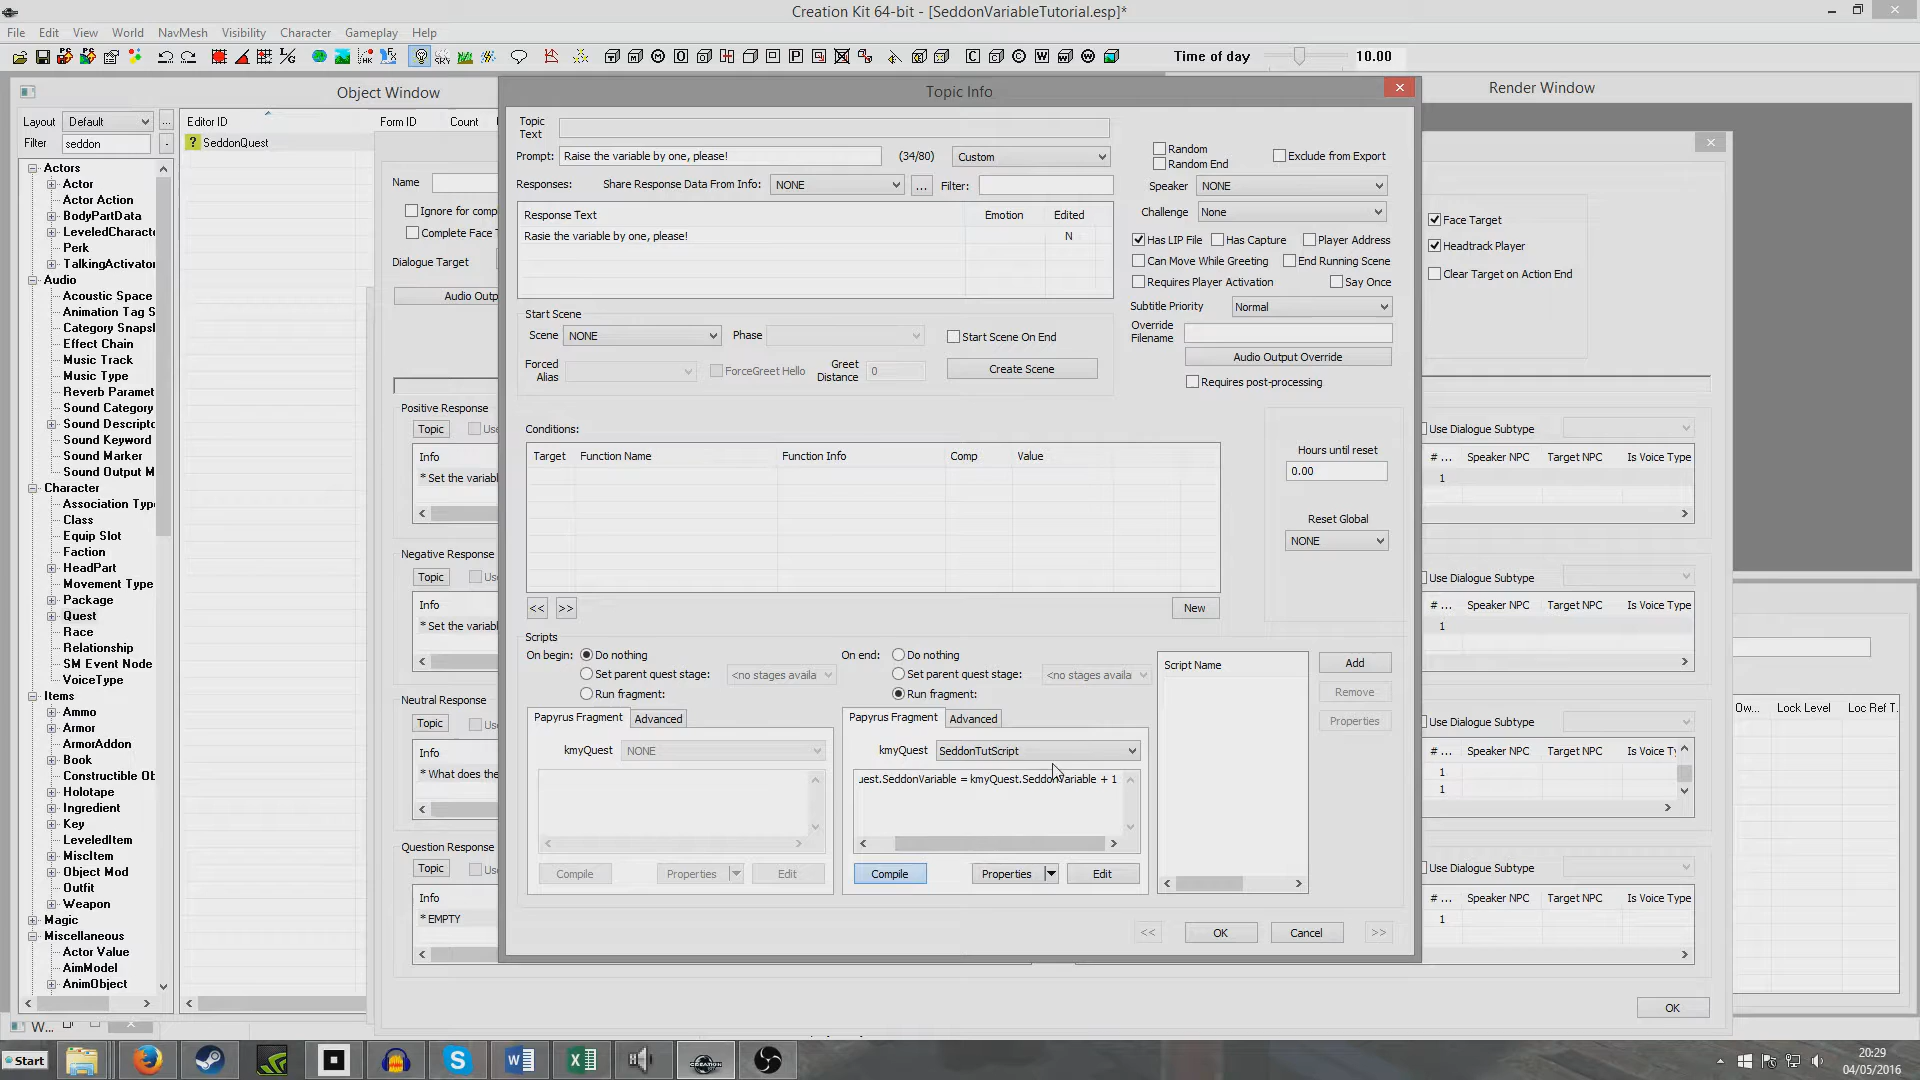 Creation Kit 64-bit - [SeddonVariableTutorial.esp]*
File Edit View World NavMesh Visibility Character Gameplay Help
Time of day 10.00
Object Window
Topic Info
Render Window
Layout Default ...
Filter seddon
Editor ID Form ID Count
SeddonQuest
Actors
Actor
Actor Action
BodyPartData
LeveledCharacte
Perk
TalkingActivator
Audio
Acoustic Space
Animation Tag S
Category Snapsl
Effect Chain
Music Track
Music Type
Reverb Paramet
Sound Category
Sound Descripto
Sound Keyword
Sound Marker
Sound Output M
Character
Association Type
Class
Equip Slot
Faction
HeadPart
Movement Type
Package
Quest
Race
Relationship
SM Event Node
VoiceType
Items
Ammo
Armor
ArmorAddon
Book
Constructible Ob
Holotape
Ingredient
Key
LeveledItem
MiscItem
Object Mod
Outfit
Weapon
Magic
Miscellaneous
Actor Value
AimModel
AnimObject
W...
Name
Ignore for comp
Complete Face T
Dialogue Target
Audio Outp
Positive Response
Topic Use
Info
* Set the variabl
Negative Response
Topic Use
Info
* Set the variabl
Neutral Response
Topic Use
Info
* What does the
Question Response
Topic Use
Info
* EMPTY
Topic Text
Prompt: Raise the variable by one, please! (34/80) Custom
Responses: Share Response Data From Info: NONE ... Filter:
Response Text Emotion Edited
Rasie the variable by one, please! N
Start Scene
Scene NONE Phase Start Scene On End
Forced Alias ForceGreet Hello Greet Distance 0 Create Scene
Random
Random End
Exclude from Export
Speaker NONE
Challenge None
Has LIP File Has Capture Player Address
Can Move While Greeting End Running Scene
Requires Player Activation Say Once
Subtitle Priority Normal
Override Filename
Audio Output Override
Requires post-processing
Conditions:
Target Function Name Function Info Comp Value
<< >> New
Hours until reset
0.00
Reset Global
NONE
Scripts
On begin: Do nothing
Set parent quest stage: <no stages availa
Run fragment:
Papyrus Fragment Advanced
kmyQuest NONE
Compile Properties Edit
On end: Do nothing
Set parent quest stage: <no stages availa
Run fragment:
Papyrus Fragment Advanced
kmyQuest SeddonTutScript
uest.SeddonVariable = kmyQuest.SeddonVariable + 1
Compile Properties Edit
Script Name
Add
Remove
Properties
<< OK Cancel >>
Face Target
Headtrack Player
Clear Target on Action End
Use Dialogue Subtype
# ... Speaker NPC Target NPC Is Voice Type
1
Use Dialogue Subtype
# ... Speaker NPC Target NPC Is Voice Type
1
Use Dialogue Subtype
# ... Speaker NPC Target NPC Is Voice Ty
1
1
Use Dialogue Subtype
# ... Speaker NPC Target NPC Is Voice Type
1
OK
Ow... Lock Level Loc Ref T.
Start
20:29
04/05/2016